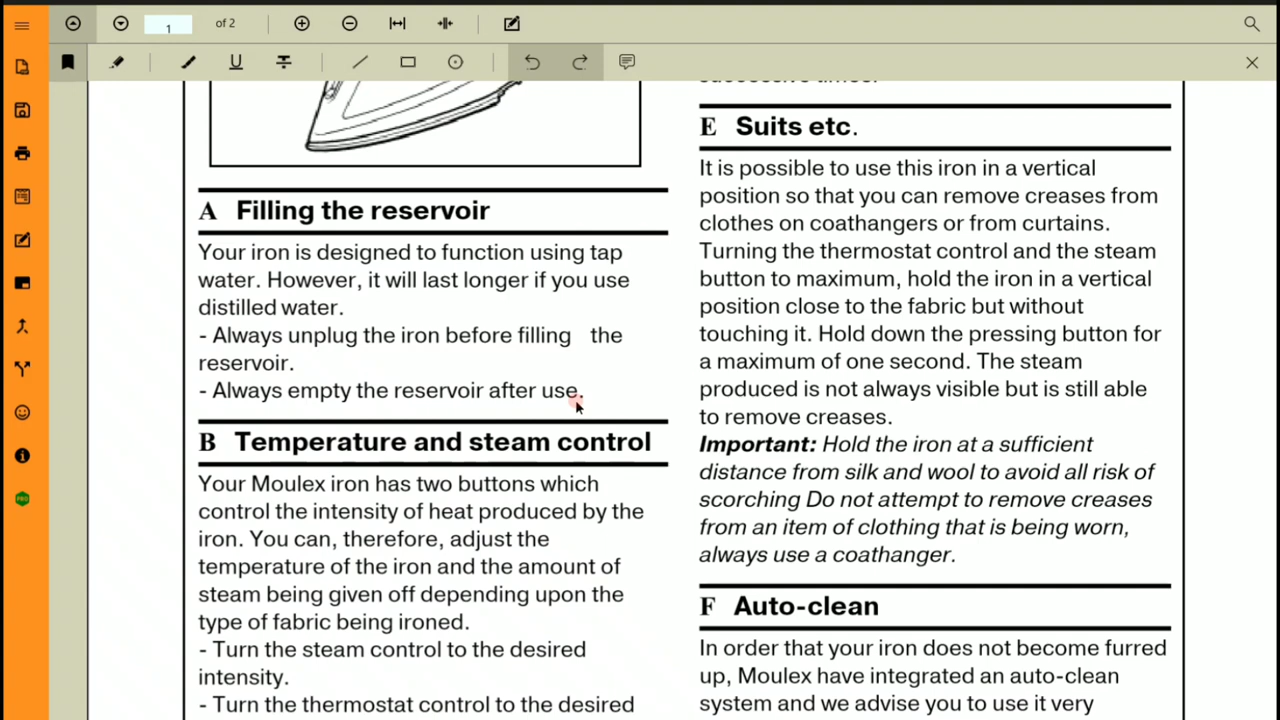 1 of 2
A Filling the reservoir
Your iron is designed to function using tap
water. However, it will last longer if you use
distilled water.
- Always unplug the iron before filling the
reservoir.
- Always empty the reservoir after use.
B Temperature and steam control
Your Moulex iron has two buttons which
control the intensity of heat produced by the
iron. You can, therefore, adjust the
temperature of the iron and the amount of
steam being given off depending upon the
type of fabric being ironed.
- Turn the steam control to the desired
intensity.
- Turn the thermostat control to the desired
successive times.
E Suits etc.
It is possible to use this iron in a vertical
position so that you can remove creases from
clothes on coathangers or from curtains.
Turning the thermostat control and the steam
button to maximum, hold the iron in a vertical
position close to the fabric but without
touching it. Hold down the pressing button for
a maximum of one second. The steam
produced is not always visible but is still able
to remove creases.
Important: Hold the iron at a sufficient
distance from silk and wool to avoid all risk of
scorching Do not attempt to remove creases
from an item of clothing that is being worn,
always use a coathanger.
F Auto-clean
In order that your iron does not become furred
up, Moulex have integrated an auto-clean
system and we advise you to use it very